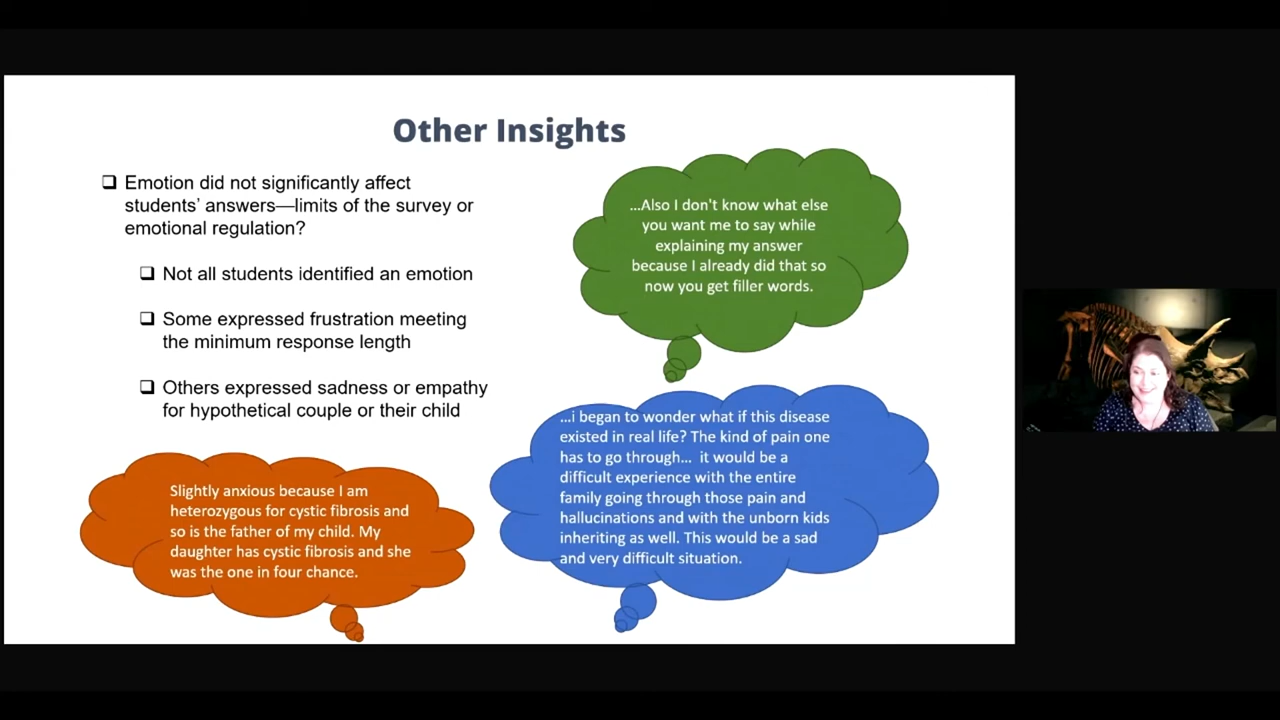 Other Insights
Emotion did not significantly affect
students’ answers—limits of the survey or
emotional regulation?
Not all students identified an emotion
Some expressed frustration meeting
the minimum response length
Others expressed sadness or empathy
for hypothetical couple or their child
...Also I don't know what else
you want me to say while
explaining my answer
because I already did that so
now you get filler words.
...i began to wonder what if this disease
existed in real life? The kind of pain one
has to go through... it would be a
difficult experience with the entire
family going through those pain and
hallucinations and with the unborn kids
inheriting as well. This would be a sad
and very difficult situation.
Slightly anxious because I am
heterozygous for cystic fibrosis and
so is the father of my child. My
daughter has cystic fibrosis and she
was the one in four chance.